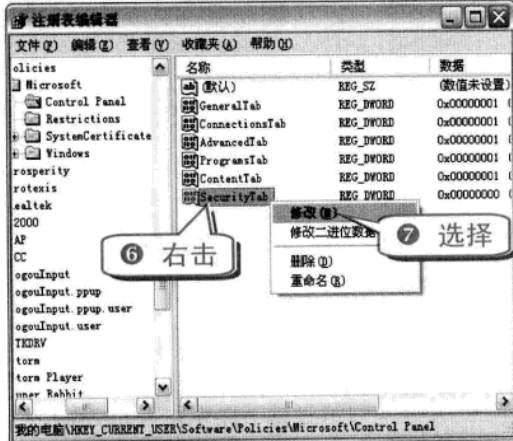 注册表编辑器
文件(F) 编辑(E) 查看(V) 收藏夹(A) 帮助(H)
olicies
Microsoft
Control Panel
Restrictions
SystemCertificate
Windows
rosperity
rotexis
ealtek
2000
AP
CC
ogouInput
ogouInput.ppup
ogouInput.ppup.user
ogouInput.user
TKDRV
torm
torm Player
uper Rabbit
名称 类型 数据
(默认) REG_SZ (数值未设置)
GeneralTab REG_DWORD 0x00000001 (
ConnectionsTab REG_DWORD 0x00000001 (
AdvancedTab REG_DWORD 0x00000001 (
ProgramsTab REG_DWORD 0x00000001 (
ContentTab REG_DWORD 0x00000001 (
SecurityTab REG_DWORD 0x00000000 (
修改(M)
修改二进位数据
删除(D)
重命名(R)
❻ 右击
❼ 选择
我的电脑\HKEY_CURRENT_USER\Software\Policies\Microsoft\Control Panel